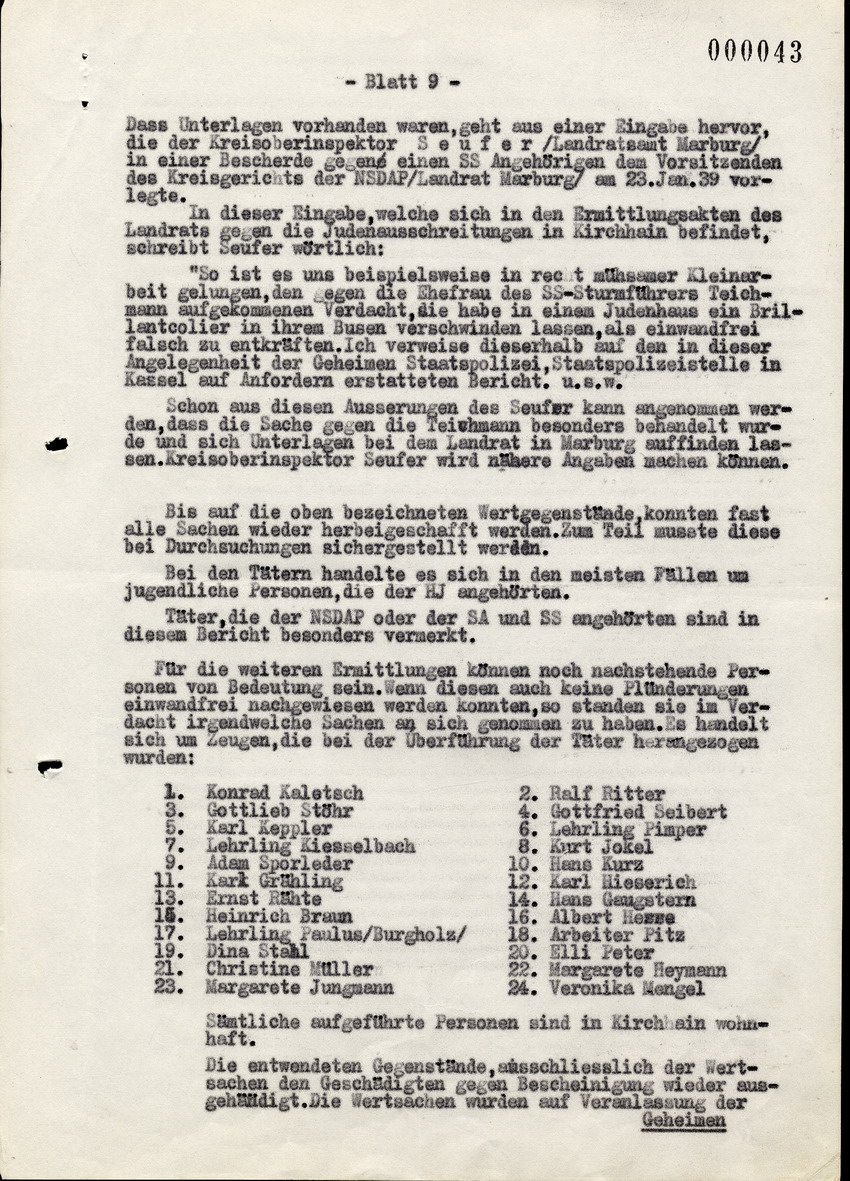 000043
- Blatt 9 -
Dass Unterlagen vorhanden waren,geht aus einer Eingabe hervor,
die der Kreisoberinspektor S e u f e r /Landratsamt Marburg/
in einer Bescherde gegen einen SS Angehörigen dem Vorsitzenden
des Kreisgerichts der NSDAP/Landrat Marburg/ am 23.Jan.39 vor-
legte.
In dieser Eingabe,welche sich in den Ermittlungsakten des
Landrats gegen die Judenausschreitungen in Kirchhain befindet,
schreibt Seufer wörtlich:
"So ist es uns beispielsweise in recht mühsamer Kleinar-
beit gelungen,den gegen die Ehefrau des SS-Sturmführers Teich-
mann aufgekommenen Verdacht,die habe in einem Judenhaus ein Bril-
lantcolier in ihrem Busen verschwinden lassen,als einwandfrei
falsch zu entkräften.Ich verweise dieserhalb auf den in dieser
Angelegenheit der Geheimen Staatspolizei,Staatspolizeistelle in
Kassel auf Anfordern erstatteten Bericht. u.s.w.
Schon aus diesen Ausserungen des Seufer kann angenommen wer-
den,dass die Sache gegen die Teichmann besonders behandelt wur-
de und sich Unterlagen bei dem Landrat in Marburg auffinden las-
sen.Kreisoberinspektor Seufer wird nähere Angaben machen können.
Bis auf die oben bezeichneten Wertgegenstände,konnten fast
alle Sachen wieder herbeigeschafft werden.Zum Teil musste diese
bei Durchsuchungen sichergestellt werden.
Bei den Tätern handelte es sich in den meisten Fällen um
jugendliche Personen,die der HJ angehörten.
Täter,die der NSDAP oder der SA und SS angehörten sind in
diesem Bericht besonders vermerkt.
Für die weiteren Ermittlungen können noch nachstehende Per-
sonen von Bedeutung sein.Wenn diesen auch keine Plünderungen
einwandfrei nachgewiesen werden konnten,so standen sie im Ver-
dacht irgendwelche Sachen an sich genommen zu haben.Es handelt
sich um Zeugen,die bei der Überführung der Täter herangezogen
wurden:
1. Konrad Kaletsch 2. Ralf Ritter
3. Gottlieb Stöhr 4. Gottfried Seibert
5. Karl Keppler 6. Lehrling Pimper
7. Lehrling Kiesselbach 8. Kurt Jokel
9. Adam Sporleder 10. Hans Kurz
11. Karl Grähling 12. Karl Hieserich
13. Ernst Rähte 14. Hans Gaugstern
15. Heinrich Braun 16. Albert Hesse
17. Lehrling Paulus/Burgholz/ 18. Arbeiter Pitz
19. Dina Stahl 20. Elli Peter
21. Christine Müller 22. Margarete Heymann
23. Margarete Jungmann 24. Veronika Mengel
Sämtliche aufgeführte Personen sind in Kirchhain wohn-
haft.
Die entwendeten Gegenstände,ausschliesslich der Wert-
sachen den Geschädigten gegen Bescheinigung wieder aus-
gehändigt.Die Wertsachen wurden auf Veranlassung der
Geheimen